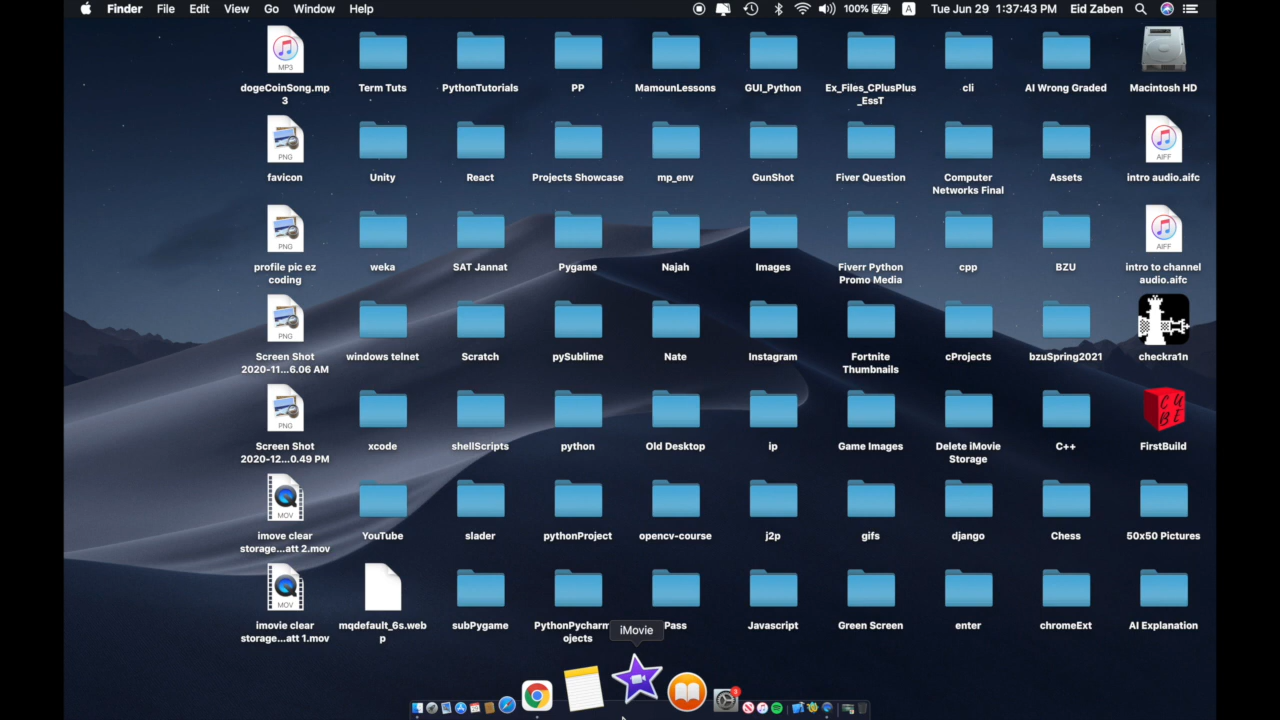 Finder File Edit View Go Window Help 100% A Tue Jun 29 1:37:43 PM Eid Zaben
MP3 
dogeCoinSong.mp
3
Term Tuts
PythonTutorials
PP
MamounLessons
GUI_Python
Ex_Files_CPlusPlus
_EssT
cli
AI Wrong Graded
Macintosh HD
PNG
favicon
Unity
React
Projects Showcase
mp_env
GunShot
Fiver Question
Computer
Networks Final
Assets
AIFF
intro audio.aifc
PNG
profile pic ez
coding
weka
SAT Jannat
Pygame
Najah
Images
Fiverr Python
Promo Media
cpp
BZU
AIFF
intro to channel
audio.aifc
PNG
Screen Shot
2020-11...6.06 AM
windows telnet
Scratch
pySublime
Nate
Instagram
Fortnite
Thumbnails
cProjects
bzuSpring2021
checkra1n
PNG
Screen Shot
2020-12...0.49 PM
xcode
shellScripts
python
Old Desktop
ip
Game Images
Delete iMovie
Storage
C++
CU
BE
FirstBuild
MOV
imove clear
storage...att 2.mov
YouTube
slader
pythonProject
opencv-course
j2p
gifs
django
Chess
50x50 Pictures
MOV
imovie clear
storage...att 1.mov
mqdefault_6s.web
p
subPygame
PythonPycharm
ojects
Pass
Javascript
Green Screen
enter
chromeExt
AI Explanation
iMovie
3